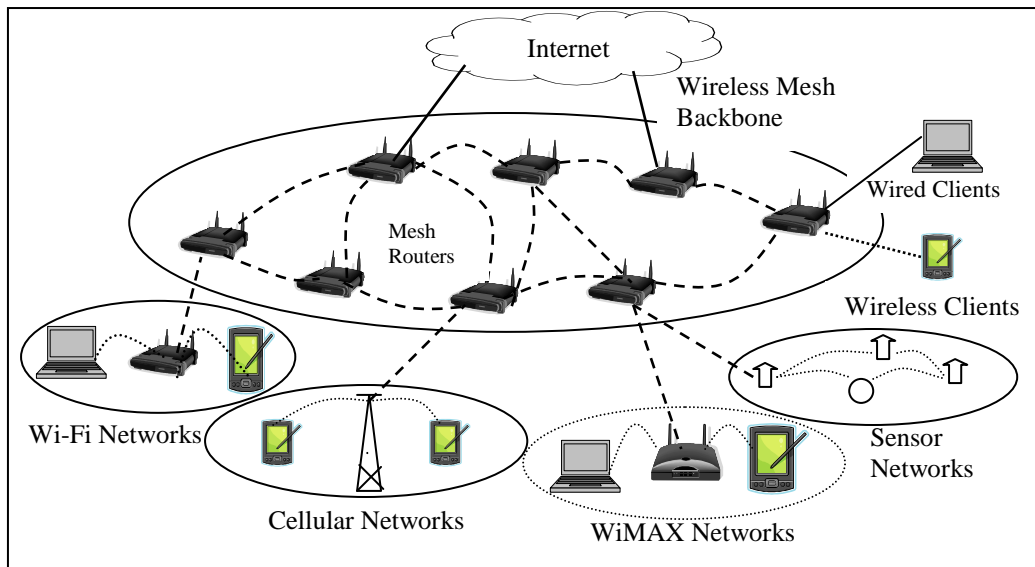 Internet
Wireless Mesh
Backbone
Wired Clients
Mesh
Routers
Wireless Clients
Wi-Fi Networks
Sensor
Networks
Cellular Networks
WiMAX Networks